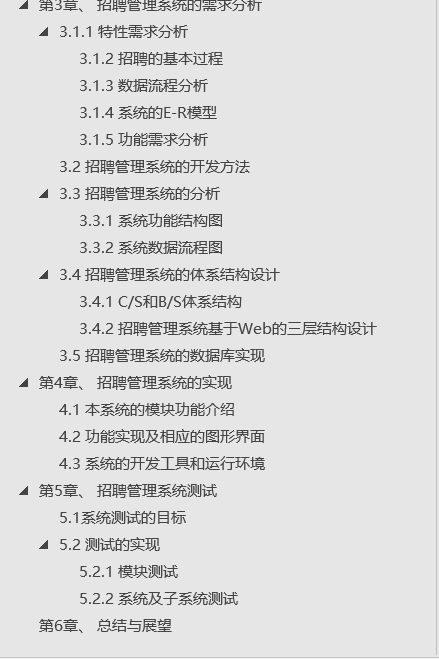 第3章、 招聘管理系统的需求分析
3.1.1 特性需求分析
3.1.2 招聘的基本过程
3.1.3 数据流程分析
3.1.4 系统的E-R模型
3.1.5 功能需求分析
3.2 招聘管理系统的开发方法
3.3 招聘管理系统的分析
3.3.1 系统功能结构图
3.3.2 系统数据流程图
3.4 招聘管理系统的体系结构设计
3.4.1 C/S和B/S体系结构
3.4.2 招聘管理系统基于Web的三层结构设计
3.5 招聘管理系统的数据库实现
第4章、 招聘管理系统的实现
4.1 本系统的模块功能介绍
4.2 功能实现及相应的图形界面
4.3 系统的开发工具和运行环境
第5章、 招聘管理系统测试
5.1系统测试的目标
5.2 测试的实现
5.2.1 模块测试
5.2.2 系统及子系统测试
第6章、 总结与展望